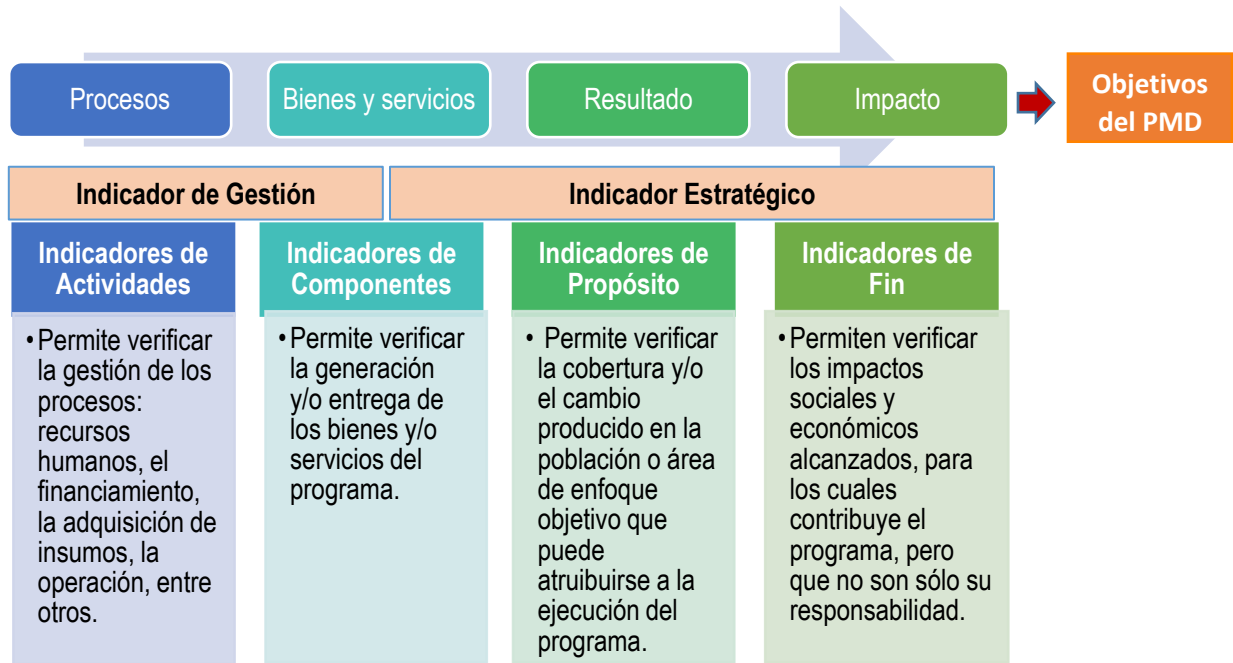 Procesos
Bienes y servicios
Resultado
Impacto
Objetivos
del PMD
Indicador de Gestión
Indicador Estratégico
Indicadores de
Actividades
• Permite verificar
la gestión de los
procesos:
recursos
humanos, el
financiamiento,
la adquisición de
insumos, la
operación, entre
otros.
Indicadores de
Componentes
• Permite verificar
la generación
y/o entrega de
los bienes y/o
servicios del
programa.
Indicadores de
Propósito
• Permite verificar
la cobertura y/o
el cambio
producido en la
población o área
de enfoque
objetivo que
puede
atruibuirse a la
ejecución del
programa.
Indicadores de
Fin
• Permiten verificar
los impactos
sociales y
económicos
alcanzados, para
los cuales
contribuye el
programa, pero
que no son sólo su
responsabilidad.